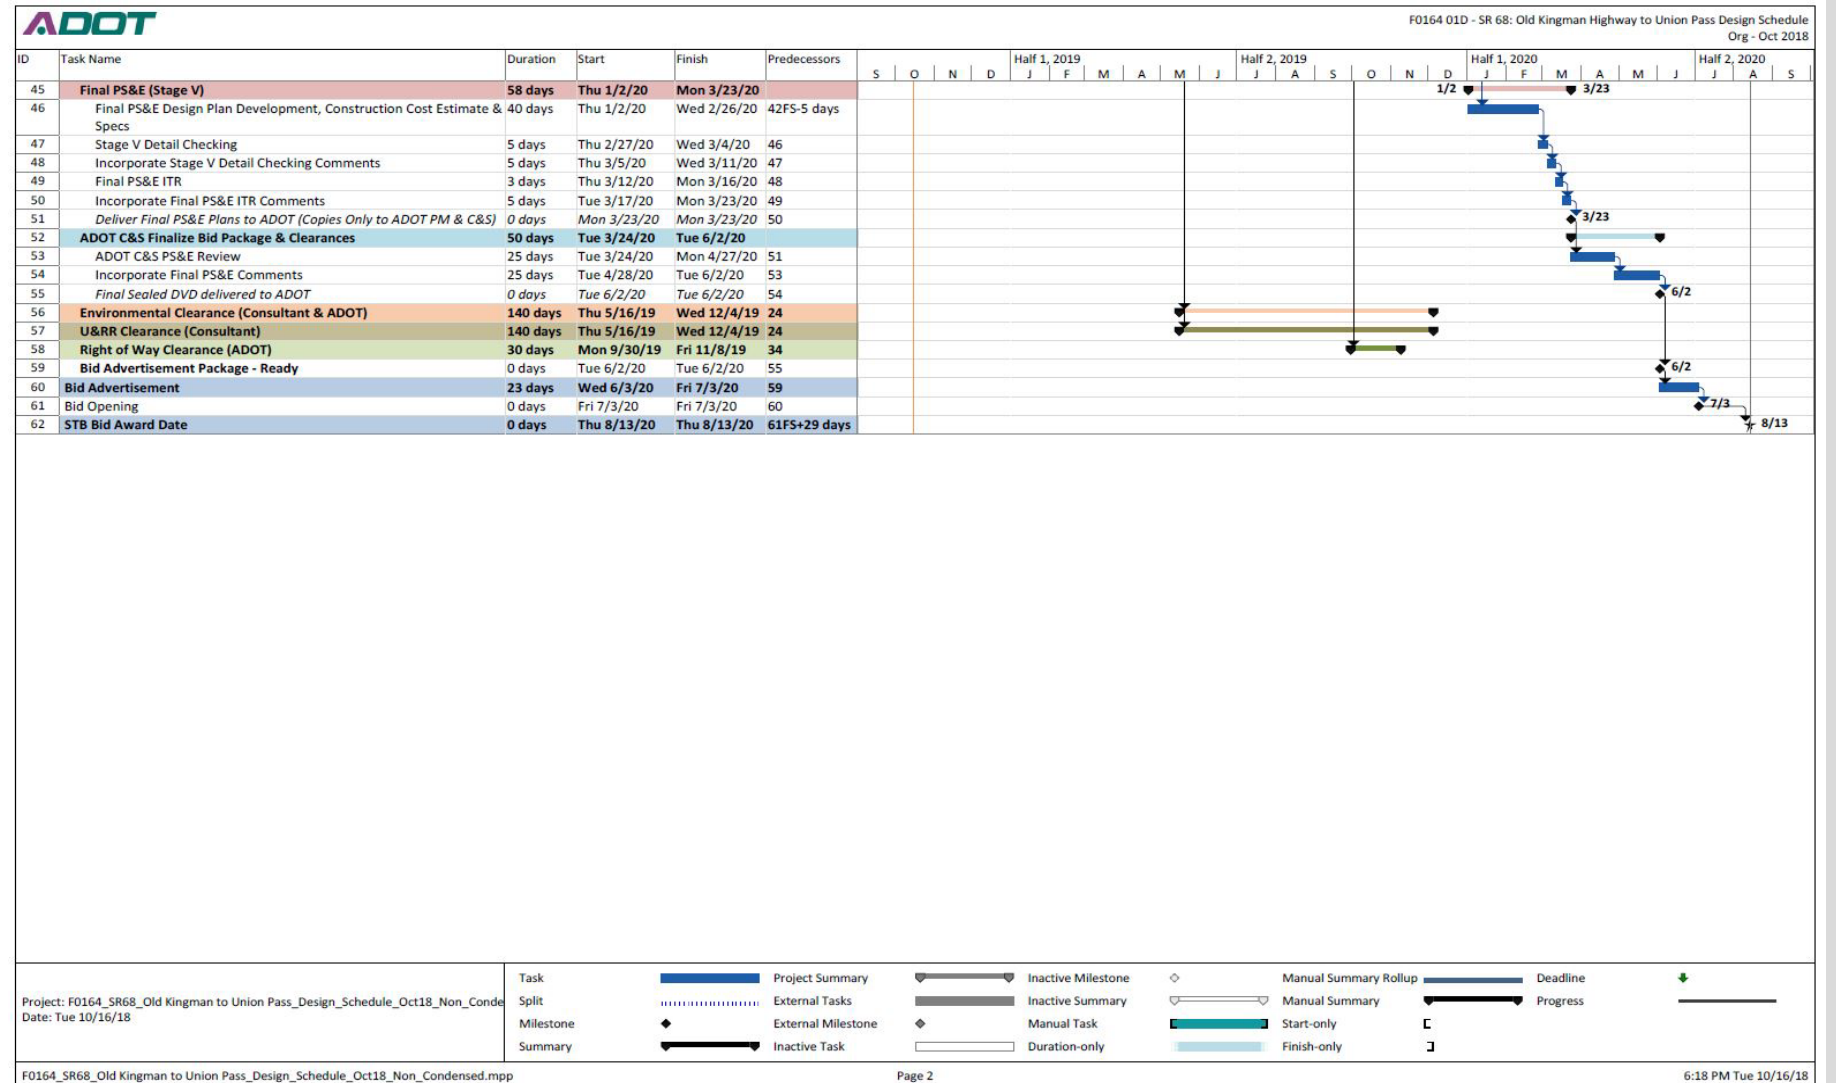 ADOT
F0164 01D - SR 68: Old Kingman Highway to Union Pass Design Schedule
Org - Oct 2018
ID Task Name Duration Start Finish Predecessors Half 1, 2019 Half 2, 2019 Half 1, 2020 Half 2, 2020
S O N D J F M A M J J A S O N D J F M A M J J A S
45 Final PS&E (Stage V) 58 days Thu 1/2/20 Mon 3/23/20 1/2 3/23
46 Final PS&E Design Plan Development, Construction Cost Estimate & 40 days Thu 1/2/20 Wed 2/26/20 42FS-5 days
Specs
47 Stage V Detail Checking 5 days Thu 2/27/20 Wed 3/4/20 46
48 Incorporate Stage V Detail Checking Comments 5 days Thu 3/5/20 Wed 3/11/20 47
49 Final PS&E ITR 3 days Thu 3/12/20 Mon 3/16/20 48
50 Incorporate Final PS&E ITR Comments 5 days Tue 3/17/20 Mon 3/23/20 49
51 Deliver Final PS&E Plans to ADOT (Copies Only to ADOT PM & C&S) 0 days Mon 3/23/20 Mon 3/23/20 50 3/23
52 ADOT C&S Finalize Bid Package & Clearances 50 days Tue 3/24/20 Tue 6/2/20
53 ADOT C&S PS&E Review 25 days Tue 3/24/20 Mon 4/27/20 51
54 Incorporate Final PS&E Comments 25 days Tue 4/28/20 Tue 6/2/20 53
55 Final Sealed DVD delivered to ADOT 0 days Tue 6/2/20 Tue 6/2/20 54 6/2
56 Environmental Clearance (Consultant & ADOT) 140 days Thu 5/16/19 Wed 12/4/19 24
57 U&RR Clearance (Consultant) 140 days Thu 5/16/19 Wed 12/4/19 24
58 Right of Way Clearance (ADOT) 30 days Mon 9/30/19 Fri 11/8/19 34
59 Bid Advertisement Package - Ready 0 days Tue 6/2/20 Tue 6/2/20 55 6/2
60 Bid Advertisement 23 days Wed 6/3/20 Fri 7/3/20 59
61 Bid Opening 0 days Fri 7/3/20 Fri 7/3/20 60 7/3
62 STB Bid Award Date 0 days Thu 8/13/20 Thu 8/13/20 61FS+29 days 8/13
Project: F0164_SR68_Old Kingman to Union Pass_Design_Schedule_Oct18_Non_Conde
Date: Tue 10/16/18
Task Project Summary Inactive Milestone Manual Summary Rollup Deadline
Split External Tasks Inactive Summary Manual Summary Progress
Milestone External Milestone Manual Task Start-only
Summary Inactive Task Duration-only Finish-only
F0164_SR68_Old Kingman to Union Pass_Design_Schedule_Oct18_Non_Condensed.mpp Page 2 6:18 PM Tue 10/16/18